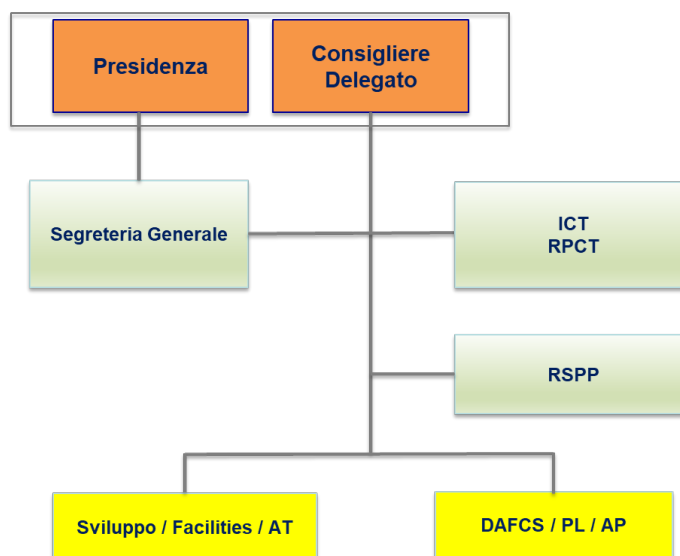 Presidenza
Consigliere
Delegato
Segreteria Generale
ICT
RPCT
RSPP
Sviluppo / Facilities / AT
DAFCS / PL / AP